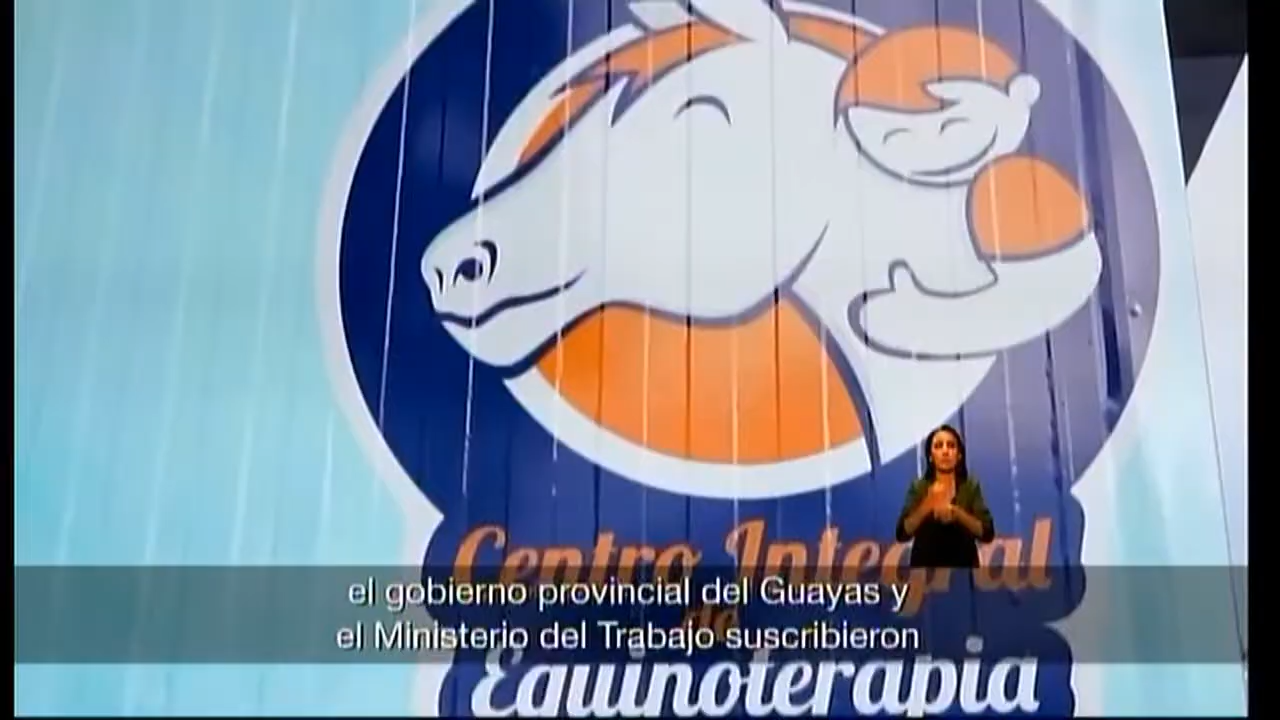 Centro Integral
de
el gobierno provincial del Guayas y
el Ministerio del Trabajo suscribieron
Equinoterapia